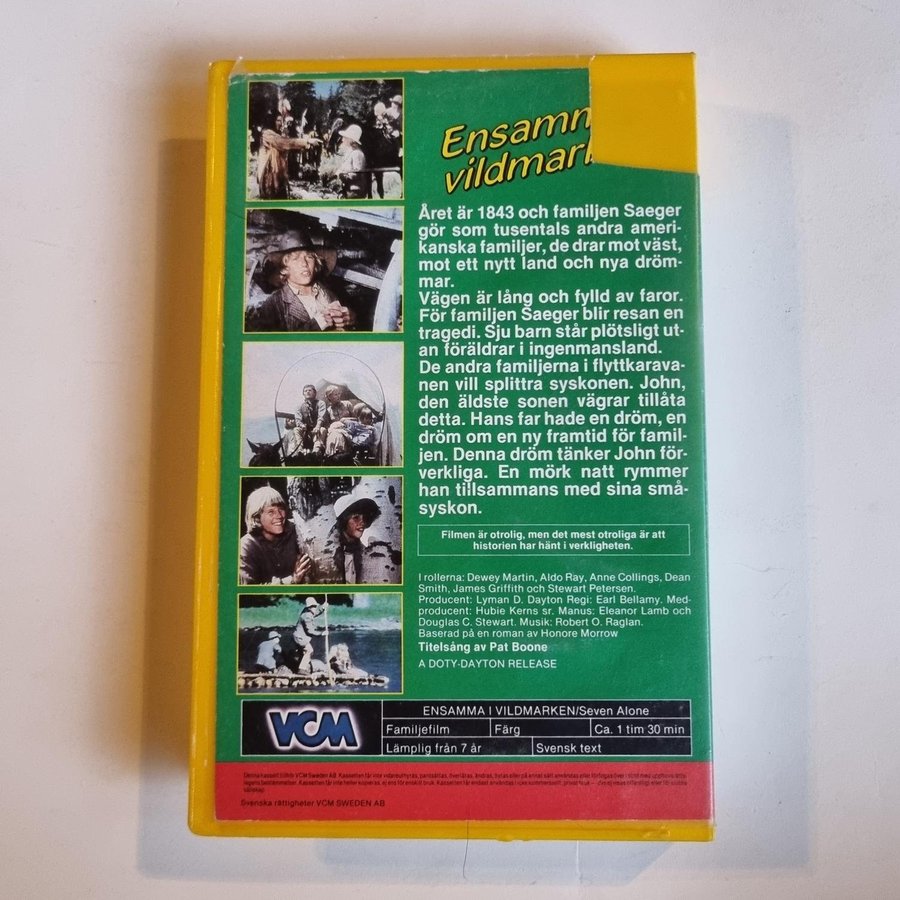 Ensamm
vildmark
Året är 1843 och familjen Saeger
gör som tusentals andra ameri-
kanska familjer, de drar mot väst,
mot ett nytt land och nya dröm-
mar.
Vägen är lång och fylld av faror.
För familjen Saeger blir resan en
tragedi. Sju barn står plötsligt ut-
an föräldrar i ingenmansland.
De andra familjerna i flyttkarava-
nen vill splittra syskonen. John,
den äldste sonen vägrar tillåta
detta. Hans far hade en dröm, en
dröm om en ny framtid för famil-
jen. Denna dröm tänker John för-
verkliga. En mörk natt rymmer
han tillsammans med sina små-
syskon.
Filmen är otrolig, men det mest otroliga är att
historien har hänt i verkligheten.
I rollerna: Dewey Martin, Aldo Ray, Anne Collings, Dean
Smith, James Griffith och Stewart Petersen.
Producent: Lyman D. Dayton Regi: Earl Bellamy. Med-
producent: Hubie Kerns sr. Manus: Eleanor Lamb och
Douglas C. Stewart. Musik: Robert O. Raglan.
Baserad på en roman av Honore Morrow
Titelsång av Pat Boone
A DOTY-DAYTON RELEASE
VCM
ENSAMMA I VILDMARKEN/Seven Alone
Familjefilm Färg Ca. 1 tim 30 min
Lämplig från 7 år Svensk text
Svenska rättigheter VCM SWEDEN AB